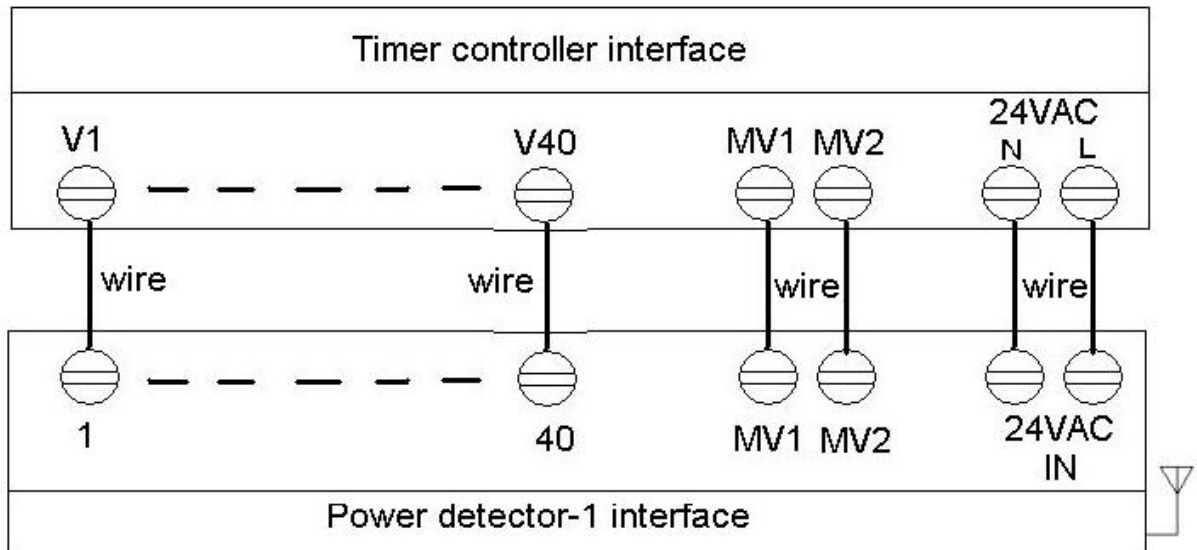 Timer controller interface
24VAC
V1 V40 MV1 MV2 N L
wire wire wire wire
1 40 MV1 MV2 24VAC
IN
Power detector-1 interface